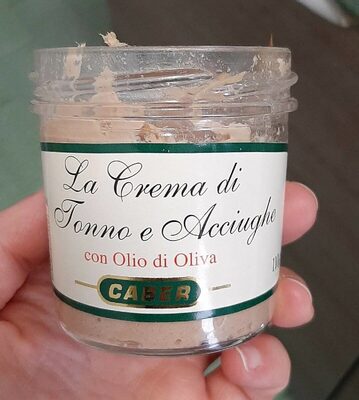 La Crema di
Tonno e Acciughe
con Olio di Oliva
CABER